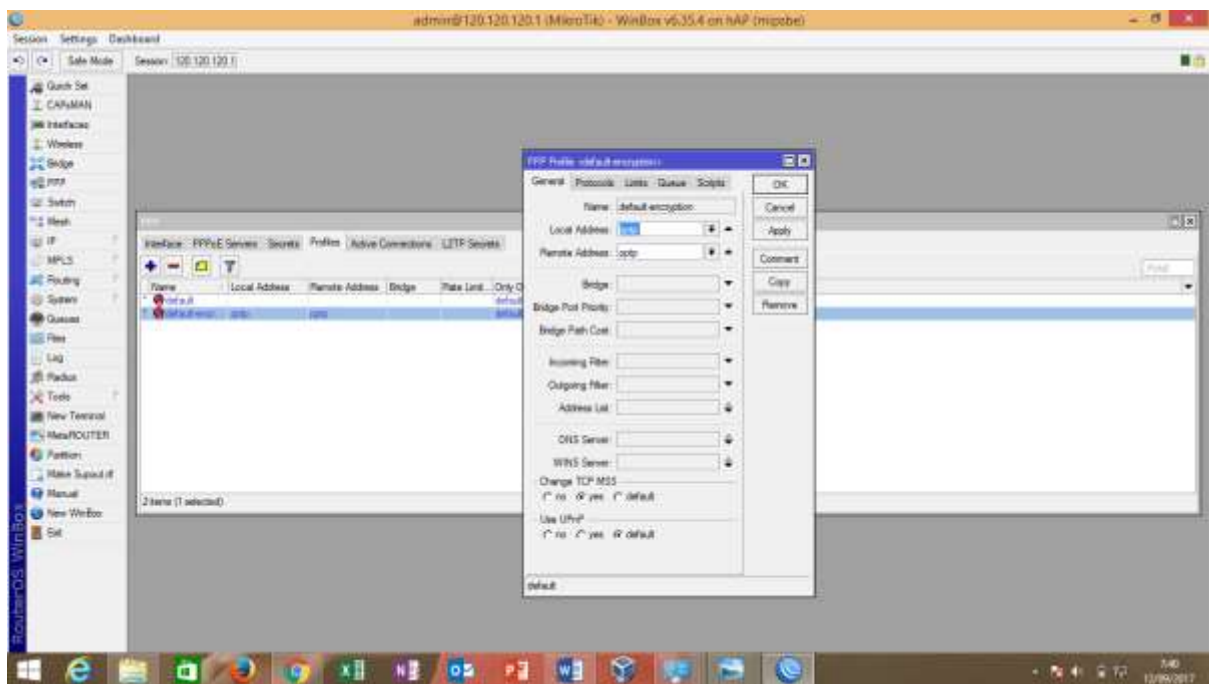 admin@120.120.120.1 (MikroTik) - WinBox v6.35.4 on hAP (mipsbe)
Session Settings Dashboard
Safe Mode Session: 120.120.120.1
Quick Set
CAPsMAN
Interfaces
Wireless
Bridge
PPP
Switch
Mesh
IP
MPLS
Routing
System
Queues
Files
Log
Radius
Tools
New Terminal
MetaROUTER
Partition
Make Supout.rif
Manual
New WinBox
Exit
RouterOS WinBox
PPP
Interface PPPoE Servers Secrets Profiles Active Connections L2TP Secrets
Find
Name Local Address Remote Address Bridge Rate Limit... Only O
* default default
* default-encr... pptp pptp default
2 items (1 selected)
PPP Profile <default-encryption>
General Protocols Limits Queue Scripts
Name: default-encryption
Local Address: pptp
Remote Address: pptp
Bridge:
Bridge Port Priority:
Bridge Path Cost:
Incoming Filter:
Outgoing Filter:
Address List:
DNS Server:
WINS Server:
Change TCP MSS
no yes default
Use UPnP
no yes default
default
OK
Cancel
Apply
Comment
Copy
Remove
7:40
12/09/2017